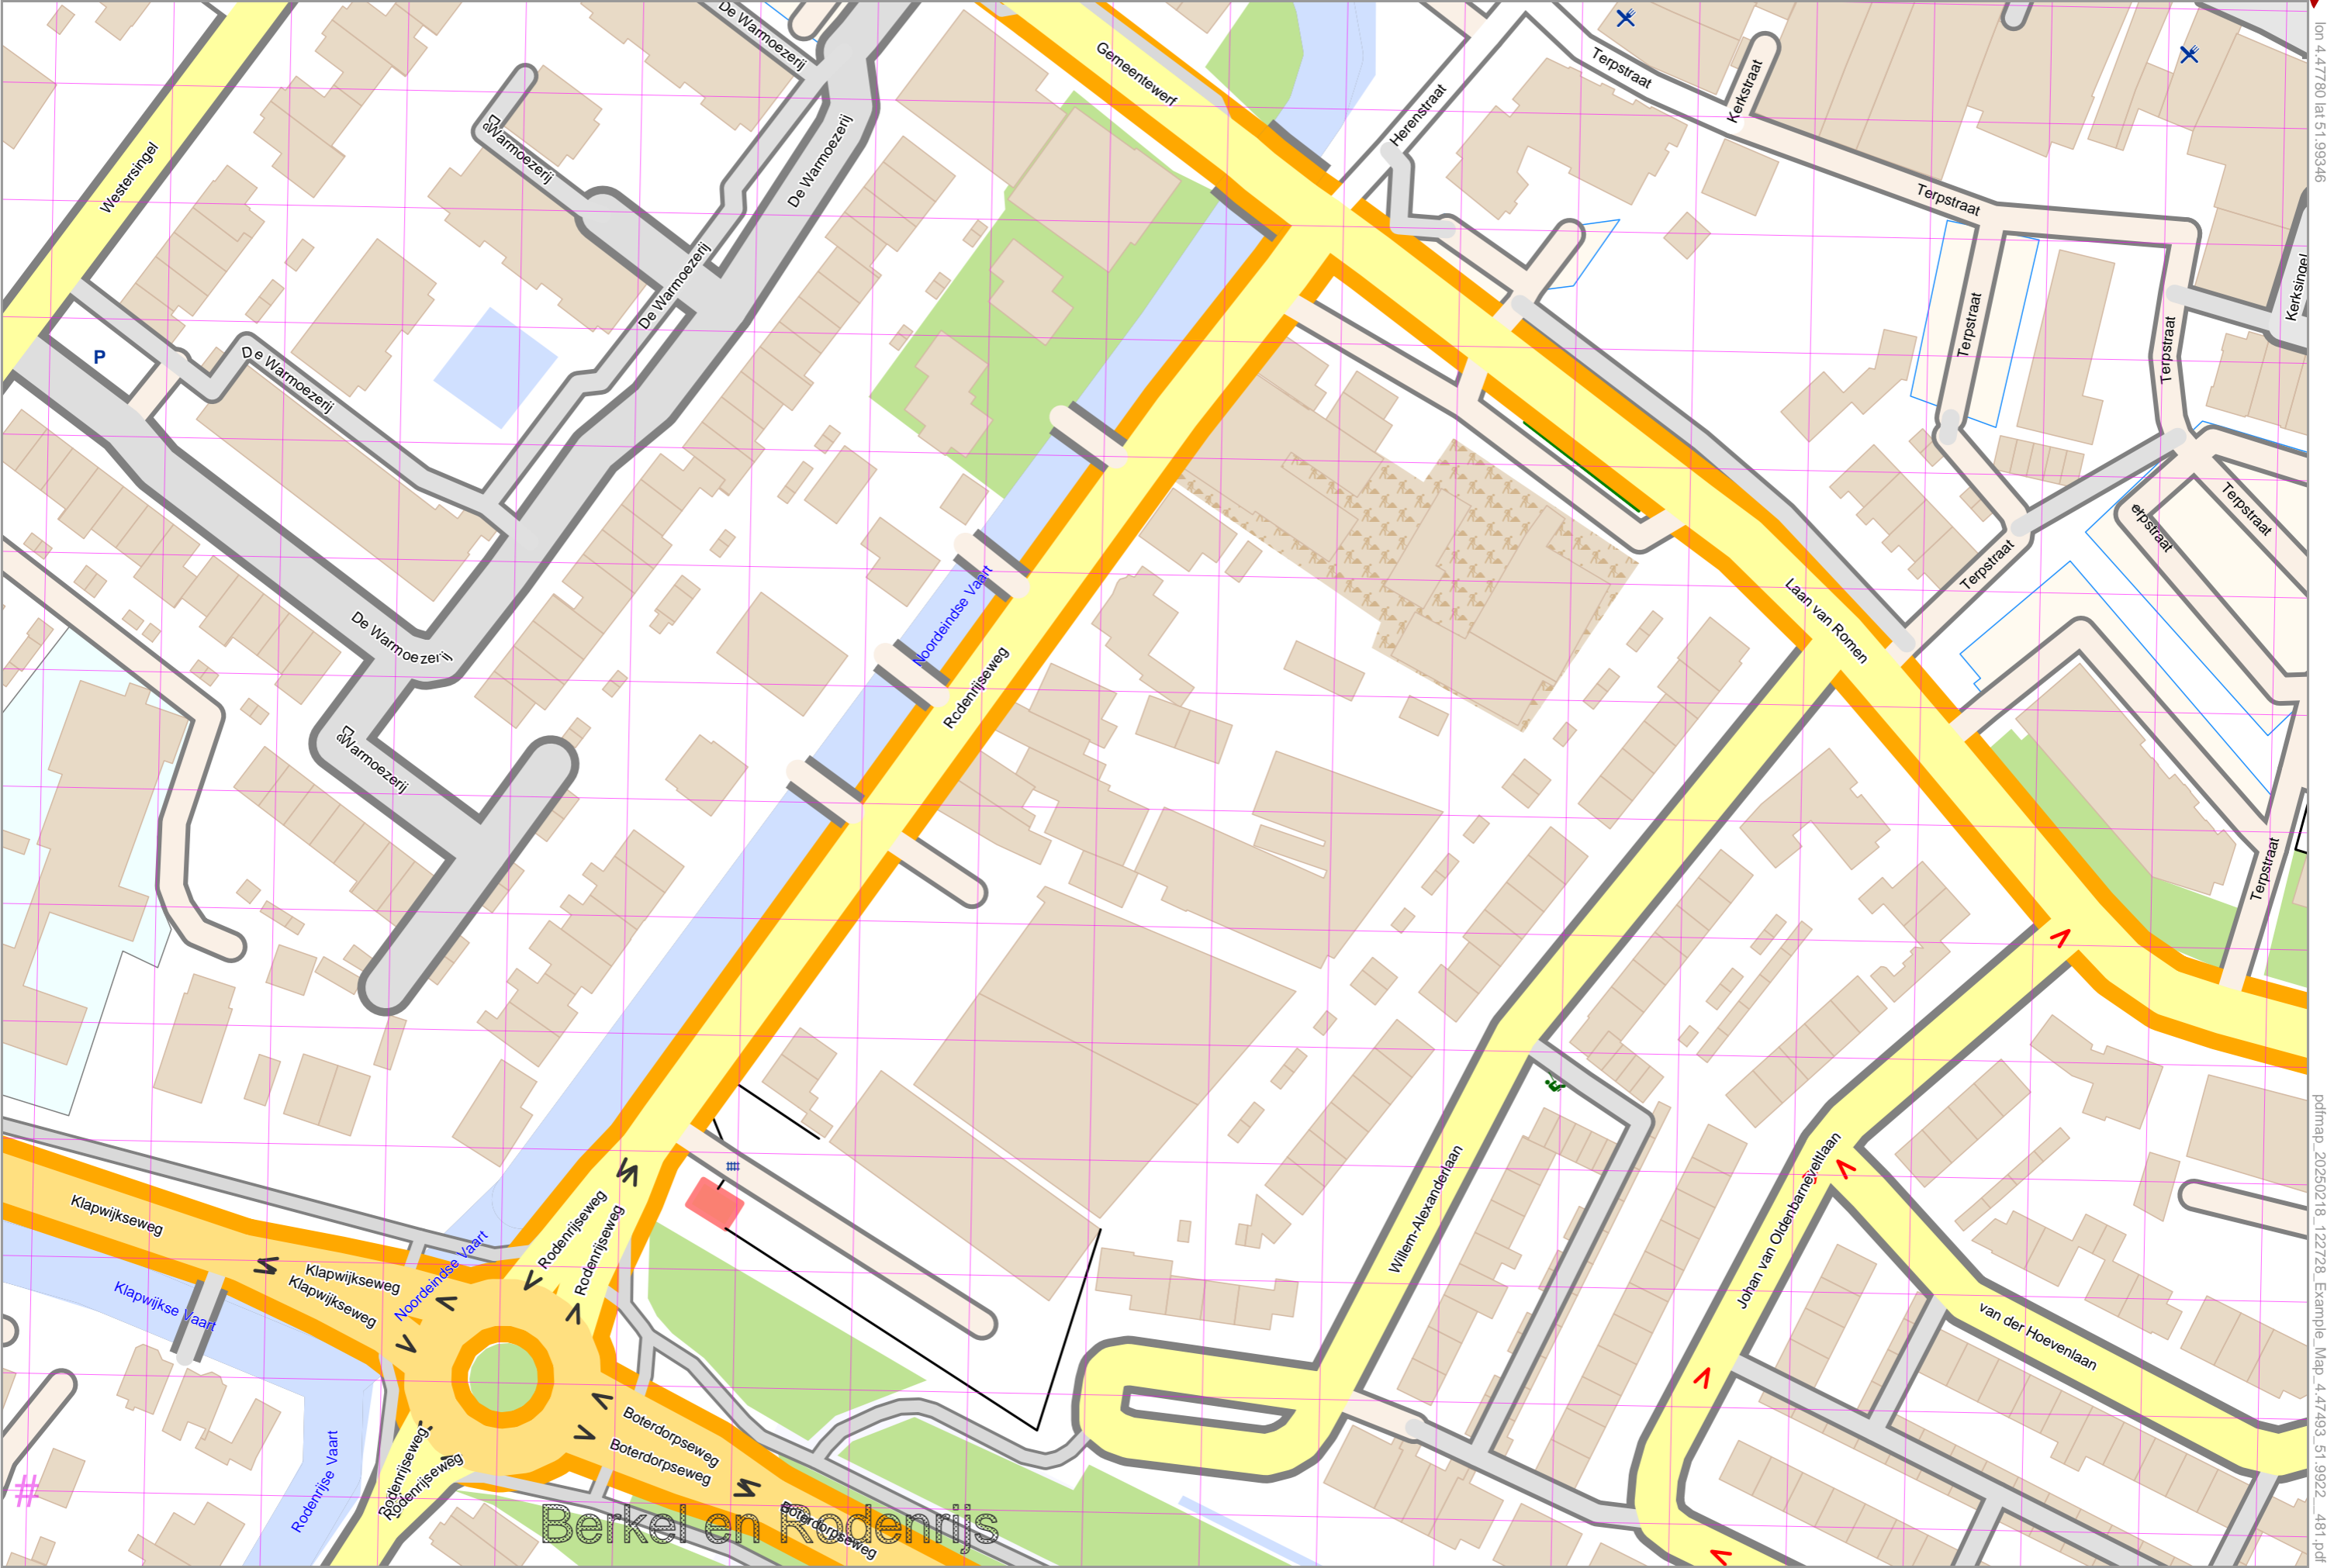 De Warmoezerij
Gemeentewerf
Terpstraat
Kerkstraat
Herenstraat
lon 4.47780 lat 51.99346
Westersingel
De Warmoezerij
De Warmoezerij
Terpstraat
De Warmoezerij
Kerksingel
Terpstraat
Terpstraat
P
De Warmoezerij
Terpstraat
erpstraat
Terpstraat
Noordeindse Vaart
Laan van Romen
De Warmoezerij
Rodenrijseweg
De Warmoezerij
Terpstraat
Klapwijkseweg
Rodenrijseweg
Rodenrijseweg
Willem-Alexanderlaan
Johan van Oldenbarneveltlaan
Noordeindse Vaart
Klapwijkseweg
Klapwijkseweg
Klapwijkse Vaart
van der Hoevenlaan
Boterdorpseweg
Boterdorpseweg
Rodenrijseweg
Rodenrijseweg
Rodenrijse Vaart
#
Berkel en Rodenrijs
Boterdorpseweg
pdfmap_20250218_122728_Example_Map_4.47493_51.9922__481.pdf